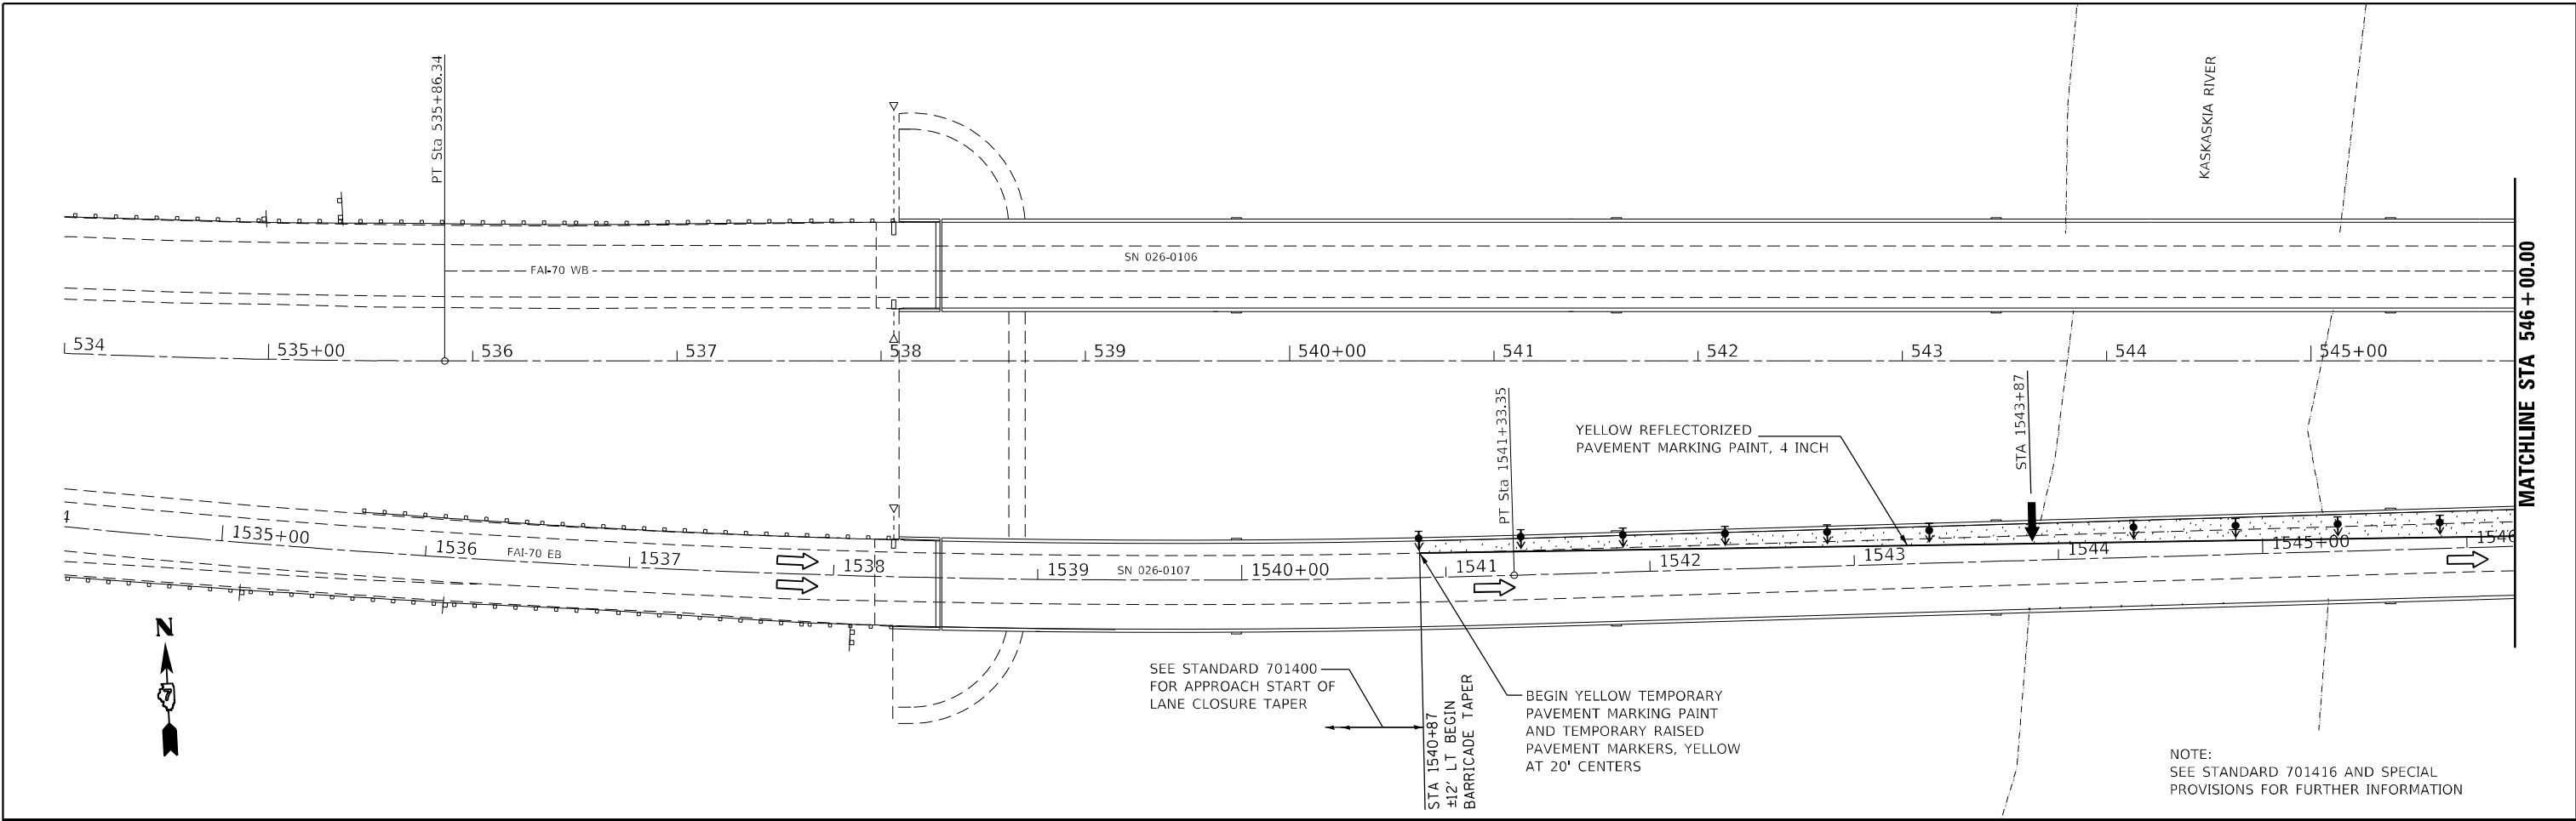 PT Sta 535+86.34
KASKASKIA RIVER
FAI-70 WB
SN 026-0106
534
535+00
536
537
538
539
540+00
541
542
543
544
545+00
MATCHLINE STA 546+00.00
PT Sta 1541+33.35
YELLOW REFLECTORIZED
PAVEMENT MARKING PAINT, 4 INCH
STA 1543+87
1535+00
1536
FAI-70 EB
1537
1538
1539
SN 026-0107
1540+00
1541
1542
1543
1544
1545+00
1546
N
7
SEE STANDARD 701400
FOR APPROACH START OF
LANE CLOSURE TAPER
STA 1540+87
±12' LT BEGIN
BARRICADE TAPER
BEGIN YELLOW TEMPORARY
PAVEMENT MARKING PAINT
AND TEMPORARY RAISED
PAVEMENT MARKERS, YELLOW
AT 20' CENTERS
NOTE:
SEE STANDARD 701416 AND SPECIAL
PROVISIONS FOR FURTHER INFORMATION